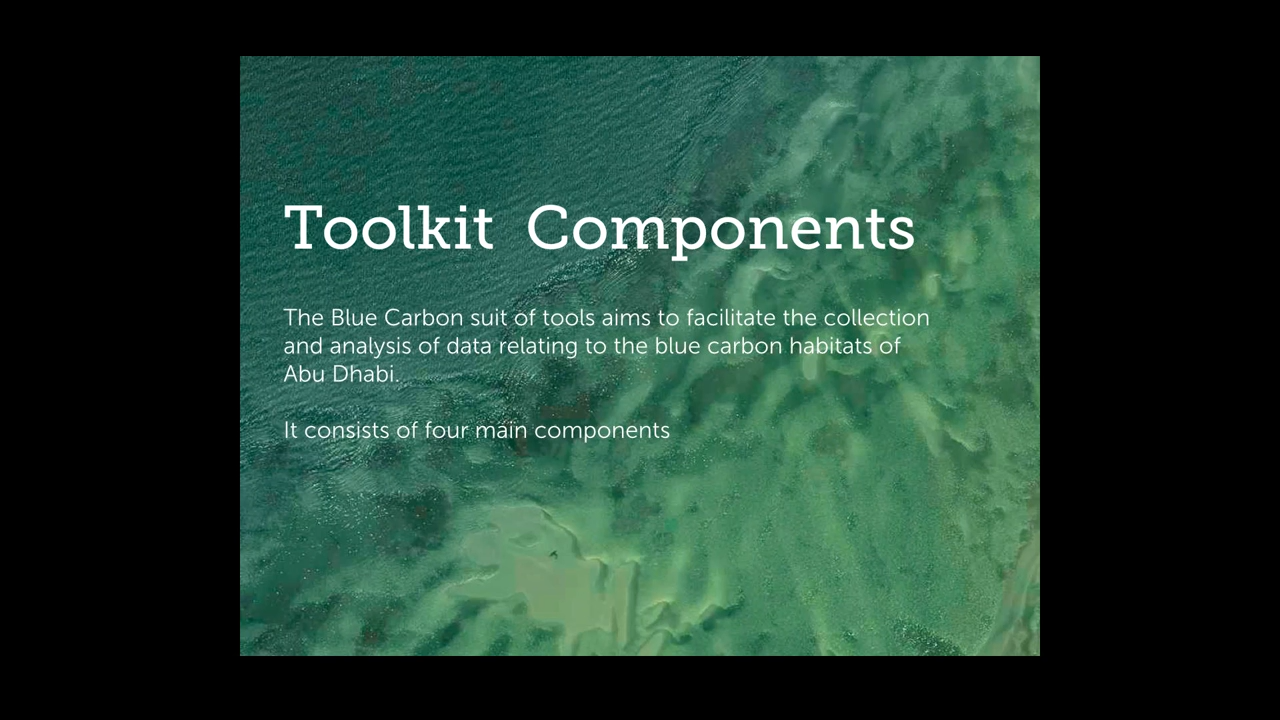 Toolkit Components
The Blue Carbon suit of tools aims to facilitate the collection
and analysis of data relating to the blue carbon habitats of
Abu Dhabi.
It consists of four main components